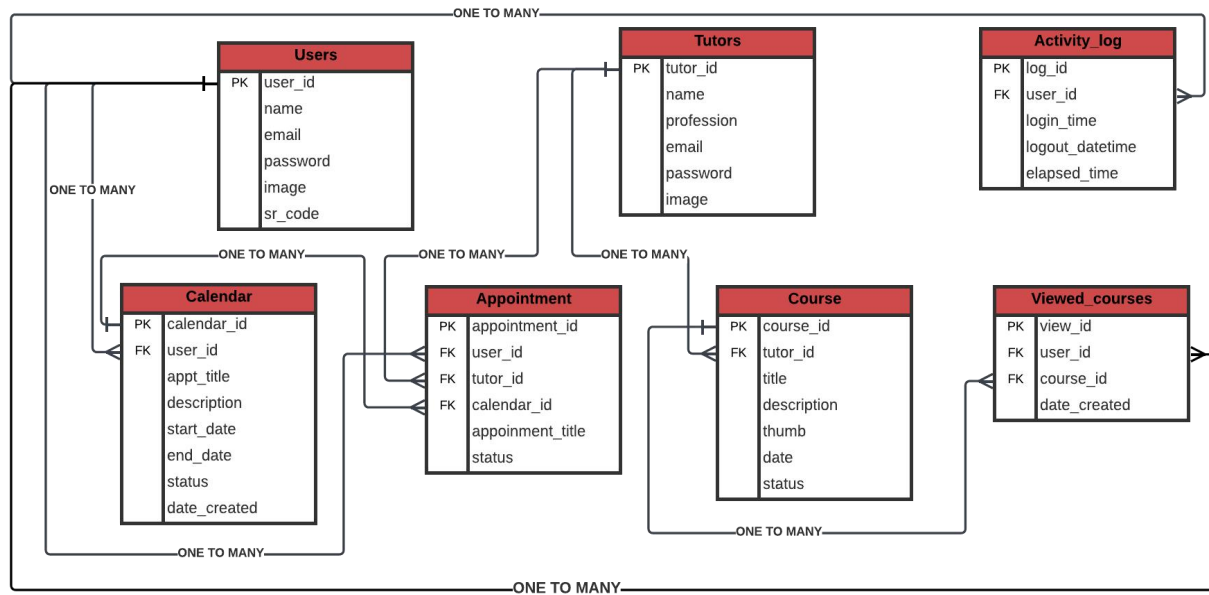 ONE TO MANY
Users
PK user_id
name
email
password
image
sr_code
Tutors
PK tutor_id
name
profession
email
password
image
Activity_log
PK log_id
FK user_id
login_time
logout_datetime
elapsed_time
ONE TO MANY
ONE TO MANY
ONE TO MANY
ONE TO MANY
Calendar
PK calendar_id
FK user_id
appt_title
description
start_date
end_date
status
date_created
Appointment
PK appointment_id
FK user_id
FK tutor_id
FK calendar_id
appoinment_title
status
Course
PK course_id
FK tutor_id
title
description
thumb
date
status
Viewed_courses
PK view_id
FK user_id
FK course_id
date_created
ONE TO MANY
ONE TO MANY
ONE TO MANY